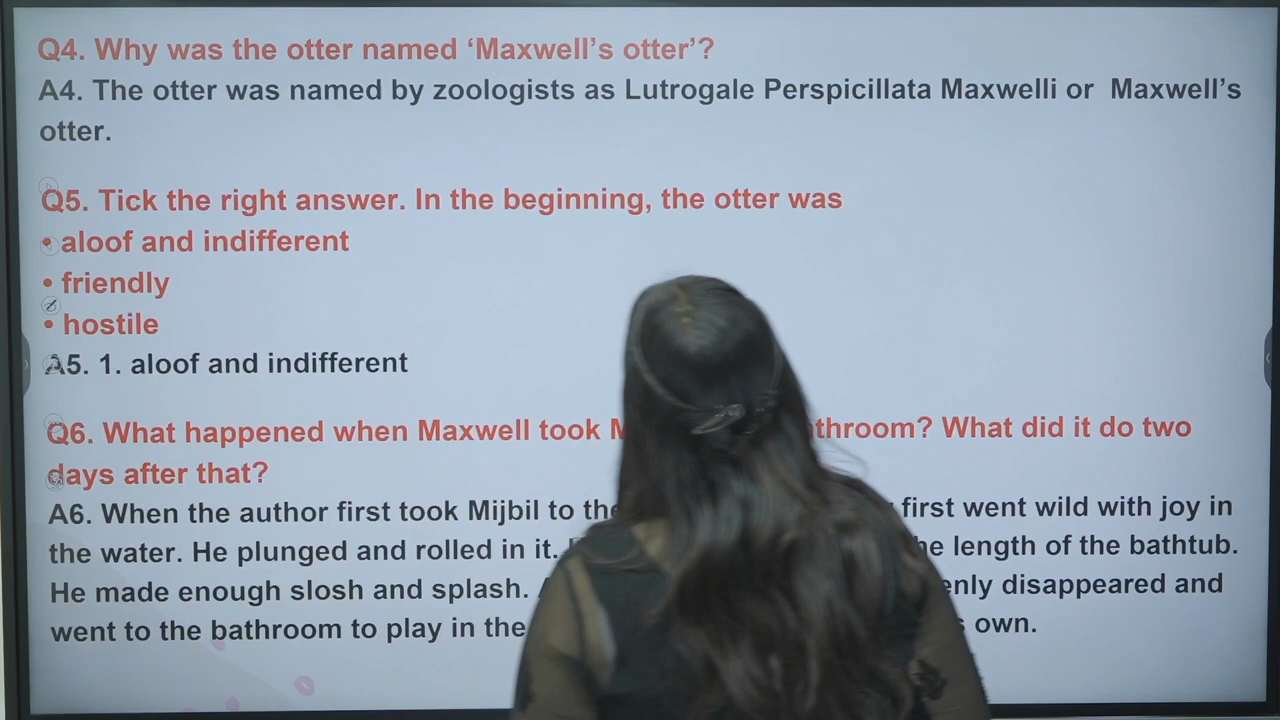 Q4. Why was the otter named ‘Maxwell’s otter’?
A4. The otter was named by zoologists as Lutrogale Perspicillata Maxwelli or Maxwell’s
otter.
Q5. Tick the right answer. In the beginning, the otter was
• aloof and indifferent
• friendly
• hostile
A5. 1. aloof and indifferent
Q6. What happened when Maxwell took What did it do two
days after that?
A6. When the author first took Mijbil to first went wild with joy in
the water. He plunged and rolled in it. length of the bathtub.
He made enough slosh and splash. disappeared and
went to the bathroom to play in the own.